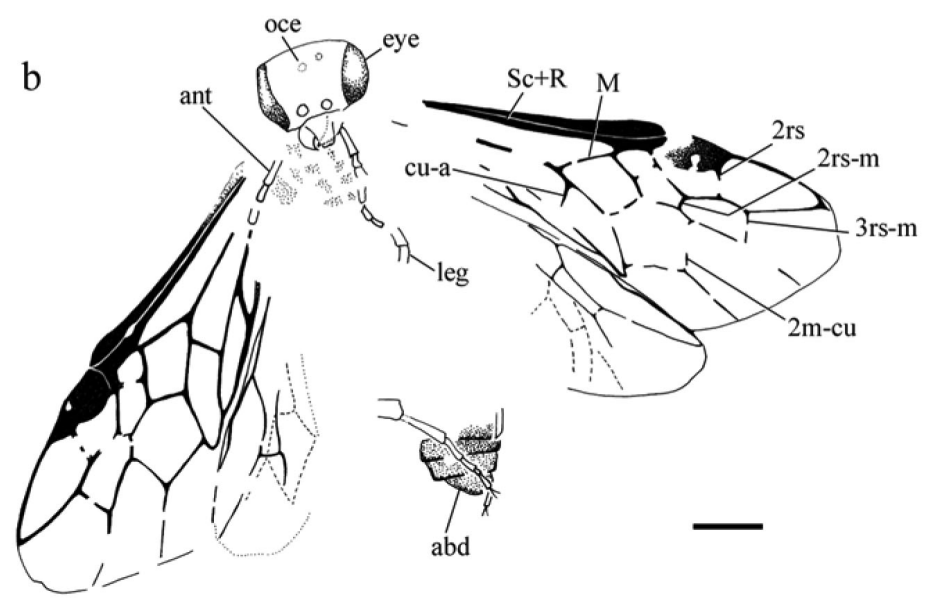 b
oce
eye
ant
Sc+R
M
2rs
2rs-m
cu-a
3rs-m
leg
2m-cu
abd